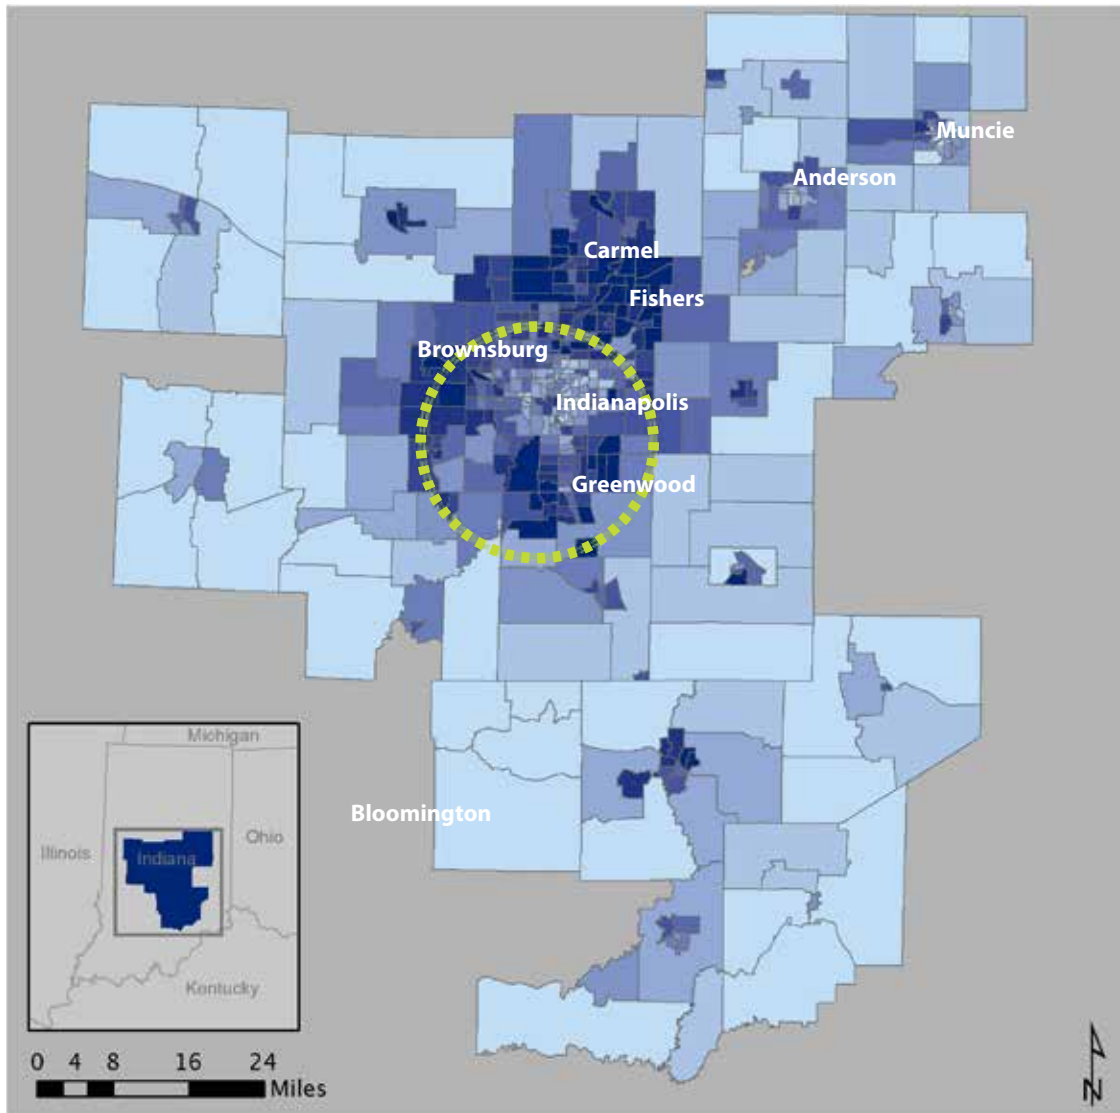 Muncie
Anderson
Carmel
Fishers
Brownsburg
Indianapolis
Greenwood
Bloomington
Michigan
Illinois
Indiana
Ohio
Kentucky
0 4 8 16 24
Miles
N